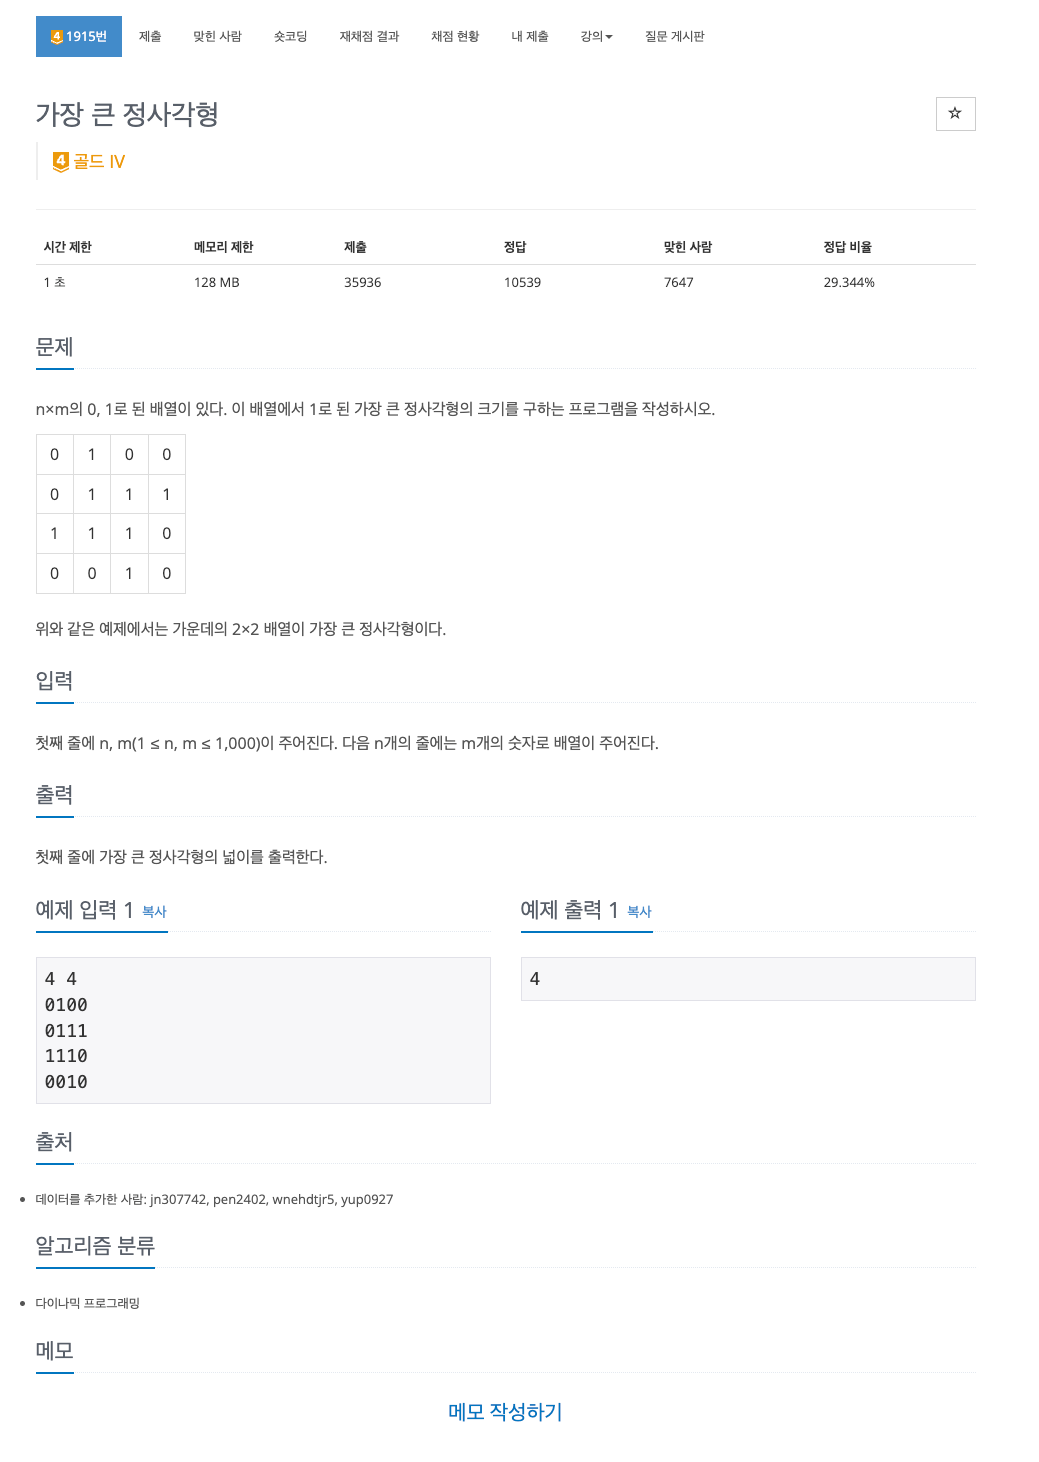 4 1915번 제출 맞힌 사람 숏코딩 재채점 결과 채점 현황 내 제출 강의 질문 게시판
가장 큰 정사각형
4 골드 IV
시간 제한 메모리 제한 제출 정답 맞힌 사람 정답 비율
1 초 128 MB 35936 10539 7647 29.344%
문제
n×m의 0, 1로 된 배열이 있다. 이 배열에서 1로 된 가장 큰 정사각형의 크기를 구하는 프로그램을 작성하시오.
0 1 0 0
0 1 1 1
1 1 1 0
0 0 1 0
위와 같은 예제에서는 가운데의 2×2 배열이 가장 큰 정사각형이다.
입력
첫째 줄에 n, m(1 ≤ n, m ≤ 1,000)이 주어진다. 다음 n개의 줄에는 m개의 숫자로 배열이 주어진다.
출력
첫째 줄에 가장 큰 정사각형의 넓이를 출력한다.
예제 입력 1 복사
4 4
0100
0111
1110
0010
예제 출력 1 복사
4
출처
데이터를 추가한 사람: jn307742, pen2402, wnehdtjr5, yup0927
알고리즘 분류
다이나믹 프로그래밍
메모
메모 작성하기